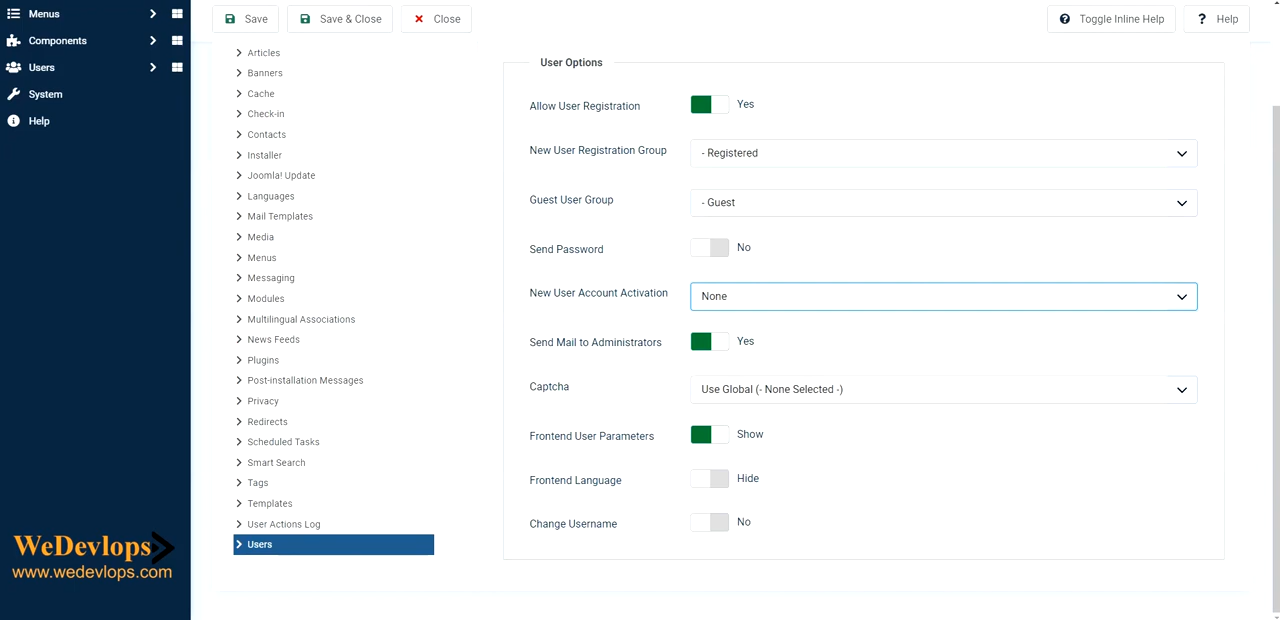 Menus
Components
Users
System
Help
WeDevlops
www.wedevlops.com
Save
Save & Close
Close
Toggle Inline Help
Help
Articles
Banners
Cache
Check-in
Contacts
Installer
Joomla! Update
Languages
Mail Templates
Media
Menus
Messaging
Modules
Multilingual Associations
News Feeds
Plugins
Post-installation Messages
Privacy
Redirects
Scheduled Tasks
Smart Search
Tags
Templates
User Actions Log
Users
User Options
Allow User Registration Yes
New User Registration Group - Registered
Guest User Group - Guest
Send Password No
New User Account Activation None
Send Mail to Administrators Yes
Captcha Use Global (- None Selected -)
Frontend User Parameters Show
Frontend Language Hide
Change Username No